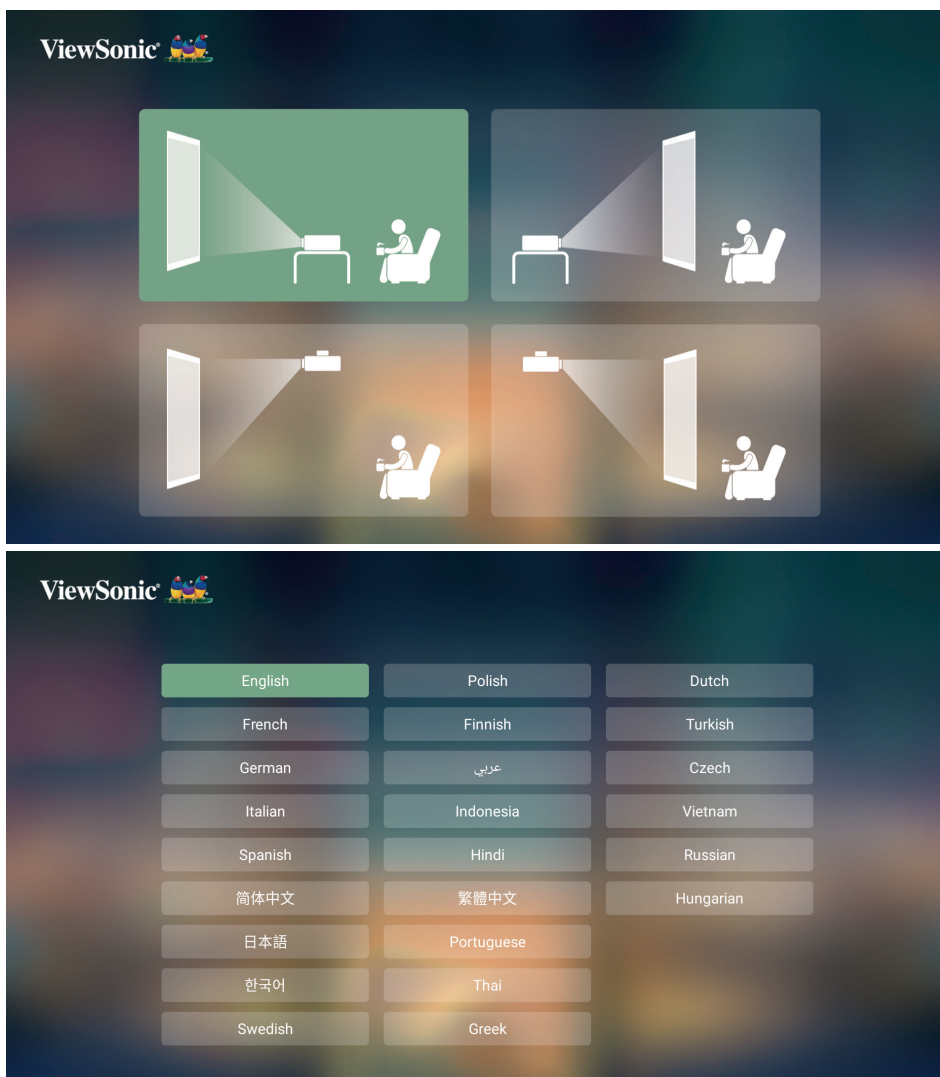 ViewSonic®
ViewSonic®
English Polish Dutch
French Finnish Turkish
German عربي Czech
Italian Indonesia Vietnam
Spanish Hindi Russian
简体中文 繁體中文 Hungarian
日本語 Portuguese
한국어 Thai
Swedish Greek